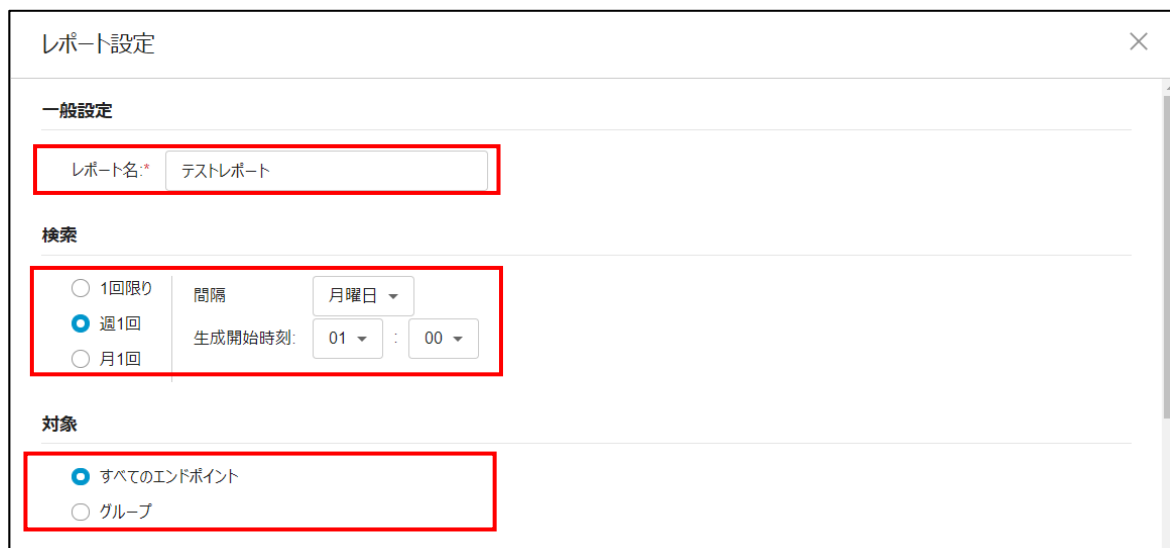 レポート設定
一般設定
レポート名:* テストレポート
検索
1回限り 間隔 月曜日
週1回 生成開始時刻: 01 : 00
月1回
対象
すべてのエンドポイント
グループ